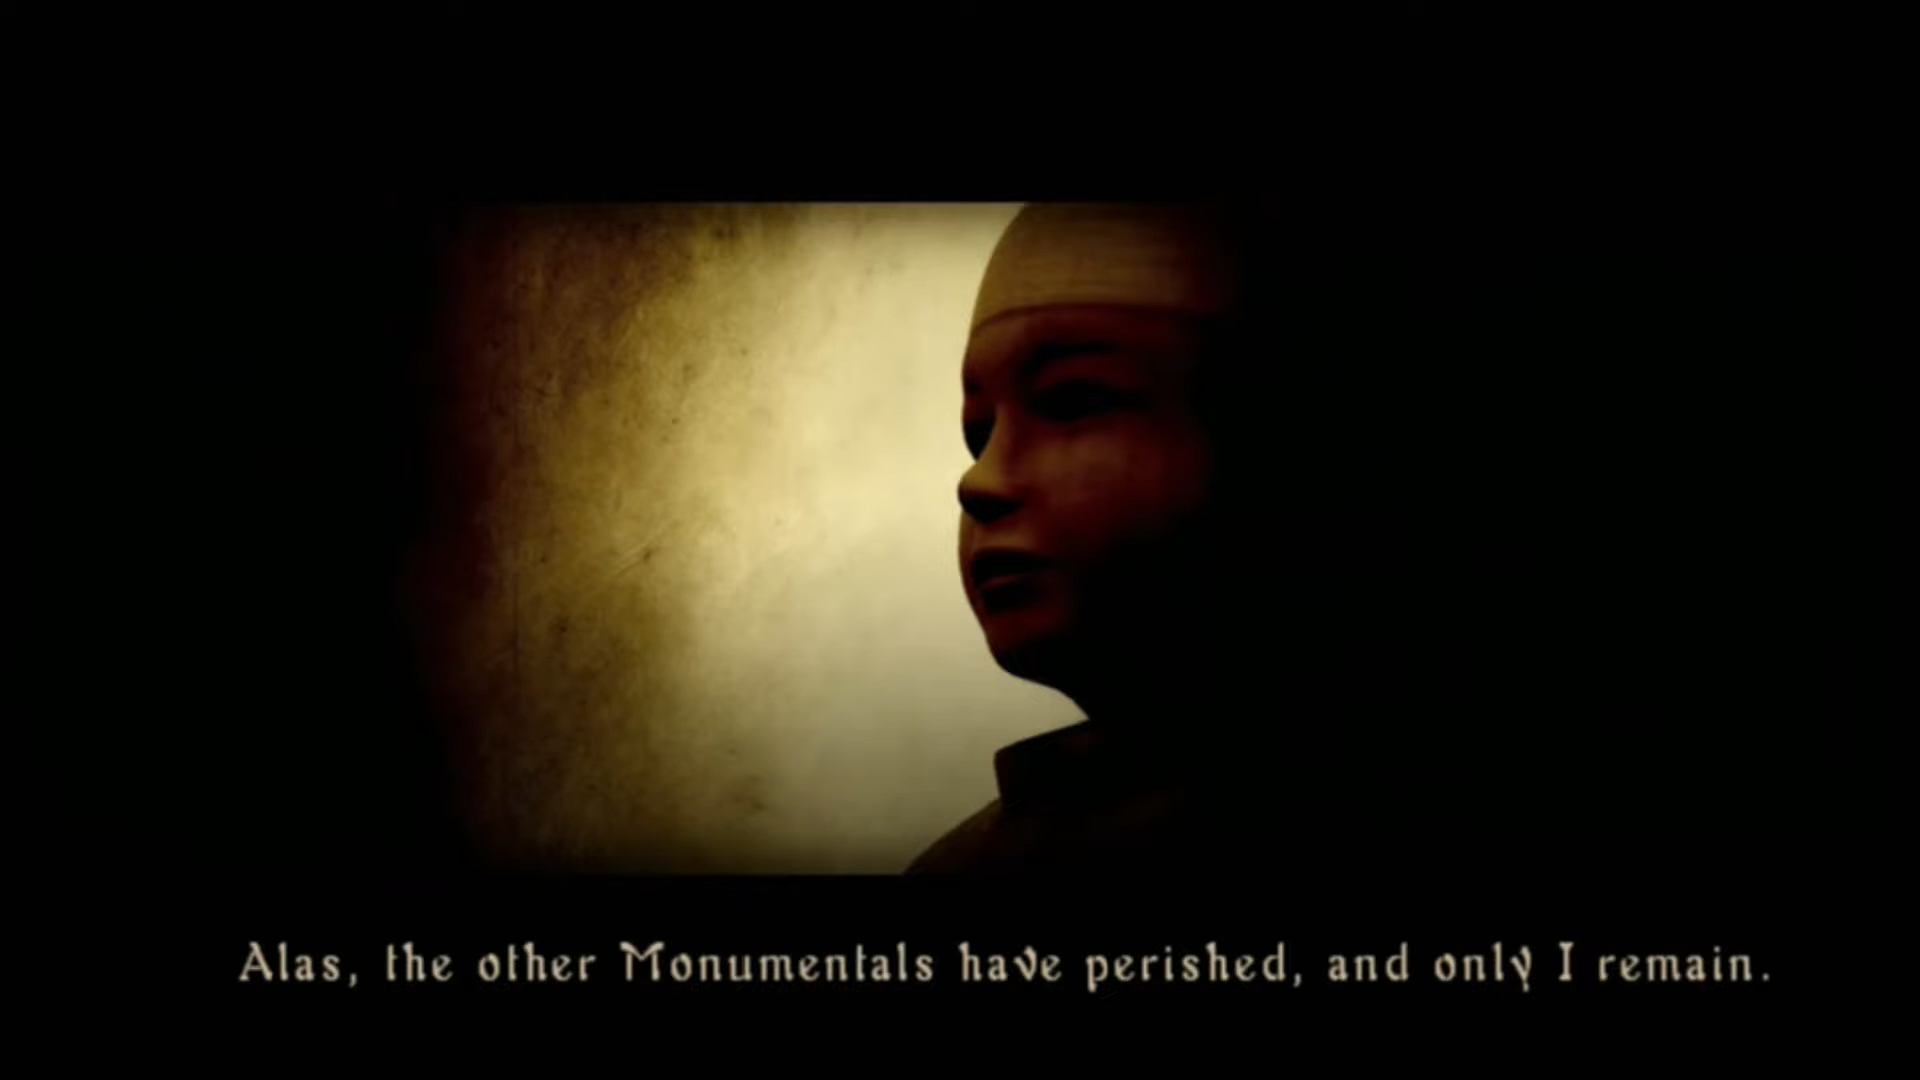 Alas, the other Monumentals have perished, and only I remain.